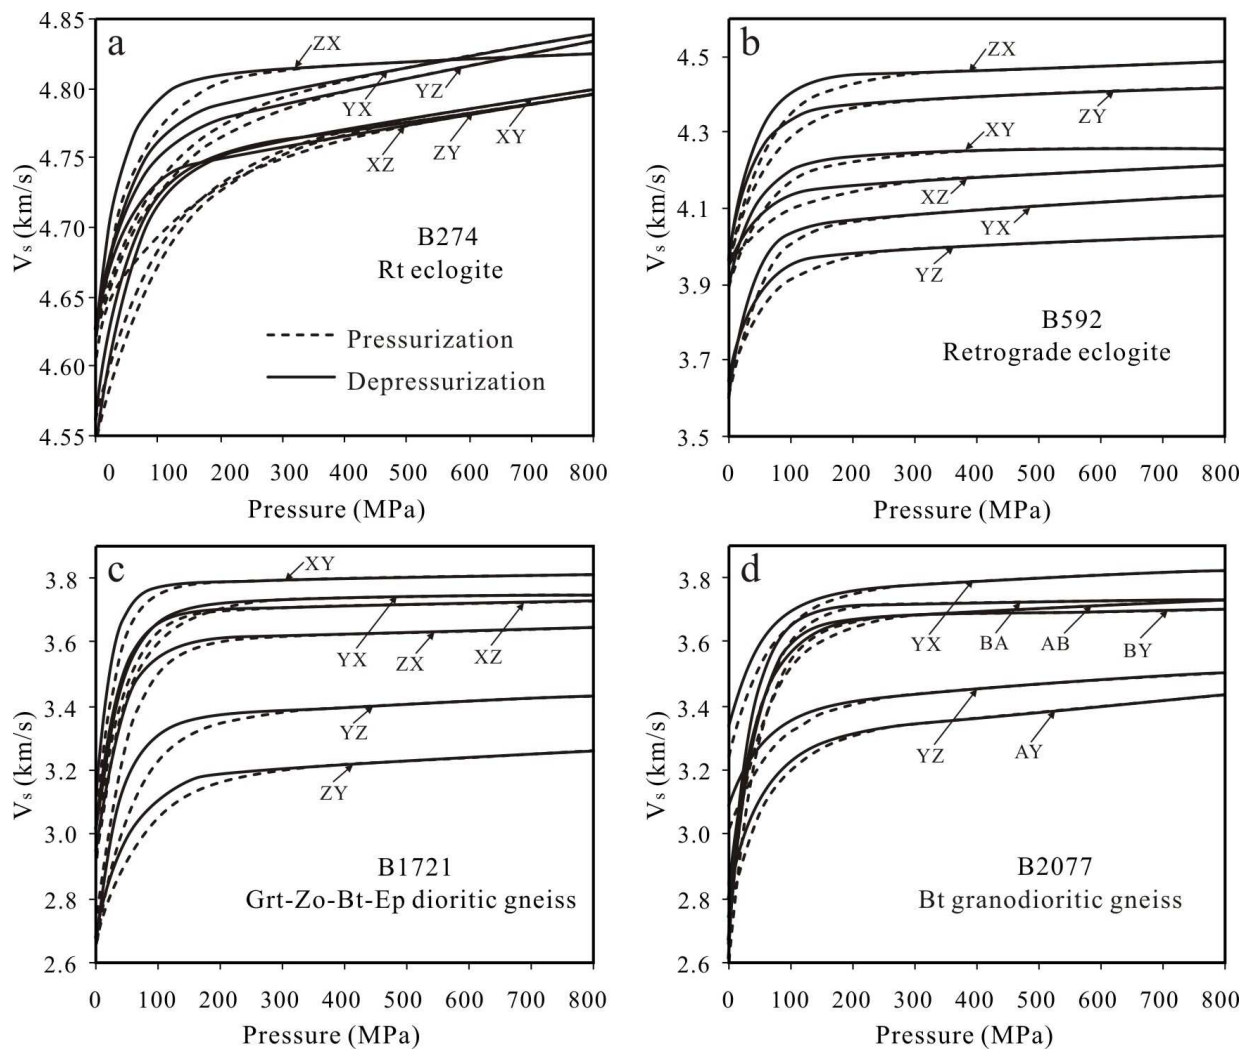 a
4.85
4.80
4.75
4.70
4.65
4.60
4.55
Vs (km/s)
ZX
YX
YZ
XZ
ZY
XY
B274
Rt eclogite
Pressurization
Depressurization
0 100 200 300 400 500 600 700 800
Pressure (MPa)
b
4.5
4.3
4.1
3.9
3.7
3.5
Vs (km/s)
ZX
ZY
XY
XZ
YX
YZ
B592
Retrograde eclogite
0 100 200 300 400 500 600 700 800
Pressure (MPa)
c
3.8
3.6
3.4
3.2
3.0
2.8
2.6
Vs (km/s)
XY
YX
ZX
XZ
YZ
ZY
B1721
Grt-Zo-Bt-Ep dioritic gneiss
0 100 200 300 400 500 600 700 800
Pressure (MPa)
d
3.8
3.6
3.4
3.2
3.0
2.8
2.6
Vs (km/s)
YX
BA
AB
BY
YZ
AY
B2077
Bt granodioritic gneiss
0 100 200 300 400 500 600 700 800
Pressure (MPa)